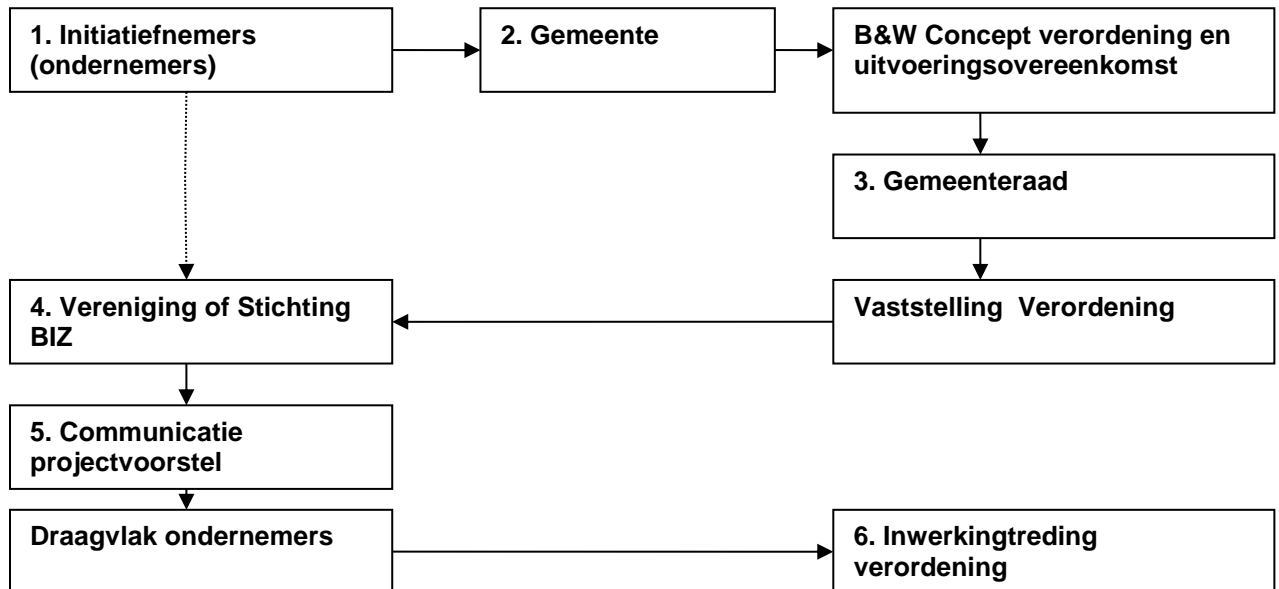 1. Initiatiefnemers
(ondernemers)
2. Gemeente
B&W Concept verordening en
uitvoeringsovereenkomst
3. Gemeenteraad
4. Vereniging of Stichting
BIZ
Vaststelling Verordening
5. Communicatie
projectvoorstel
Draagvlak ondernemers
6. Inwerkingtreding
verordening